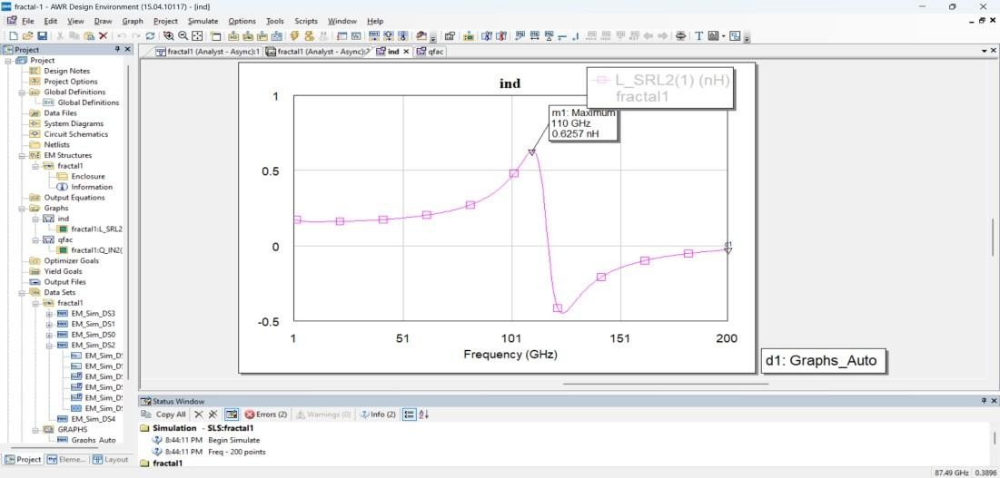 fractal-1 - AWR Design Environment (15.04.10117) - [ind]
File Edit View Draw Graph Project Simulate Options Tools Scripts Window Help
Project
fractal1 (Analyst - Async):1 fractal1 (Analyst - Async): ind qfac
Project
Design Notes
Project Options
Global Definitions
Global Definitions
Data Files
System Diagrams
Circuit Schematics
Netlists
EM Structures
fractal1
Enclosure
Information
Output Equations
Graphs
ind
fractal1:L_SRL2
qfac
fractal1:Q_IN2(
Optimizer Goals
Yield Goals
Output Files
Data Sets
fractal1
EM_Sim_DS3
EM_Sim_DS1
EM_Sim_DS0
EM_Sim_DS2
EM_Sim_D
EM_Sim_D
EM_Sim_D
EM_Sim_D
EM_Sim_D
EM_Sim_D
EM_Sim_DS4
GRAPHS
Graphs_Auto
Project Eleme... Layout
ind
L_SRL2(1) (nH)
fractal1
m1: Maximum
110 GHz
0.6257 nH
1
0.5
0
-0.5
d1
1 51 101 151 200
Frequency (GHz)
d1: Graphs_Auto
Status Window
Copy All Errors (2) Warnings (0) Info (2)
Simulation - SLS:fractal1
8:44:11 PM Begin Simulate
8:44:11 PM Freq - 200 points
fractal1
87.49 GHz 0.3896